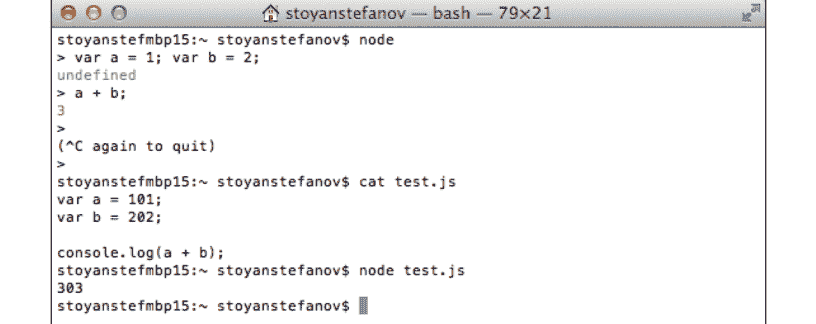 stoyanstefanov — bash — 79×21
stoyanstefmbp15:~ stoyanstefanov$ node
> var a = 1; var b = 2;
undefined
> a + b;
3
>
(^C again to quit)
>
stoyanstefmbp15:~ stoyanstefanov$ cat test.js
var a = 101;
var b = 202;

console.log(a + b);
stoyanstefmbp15:~ stoyanstefanov$ node test.js
303
stoyanstefmbp15:~ stoyanstefanov$